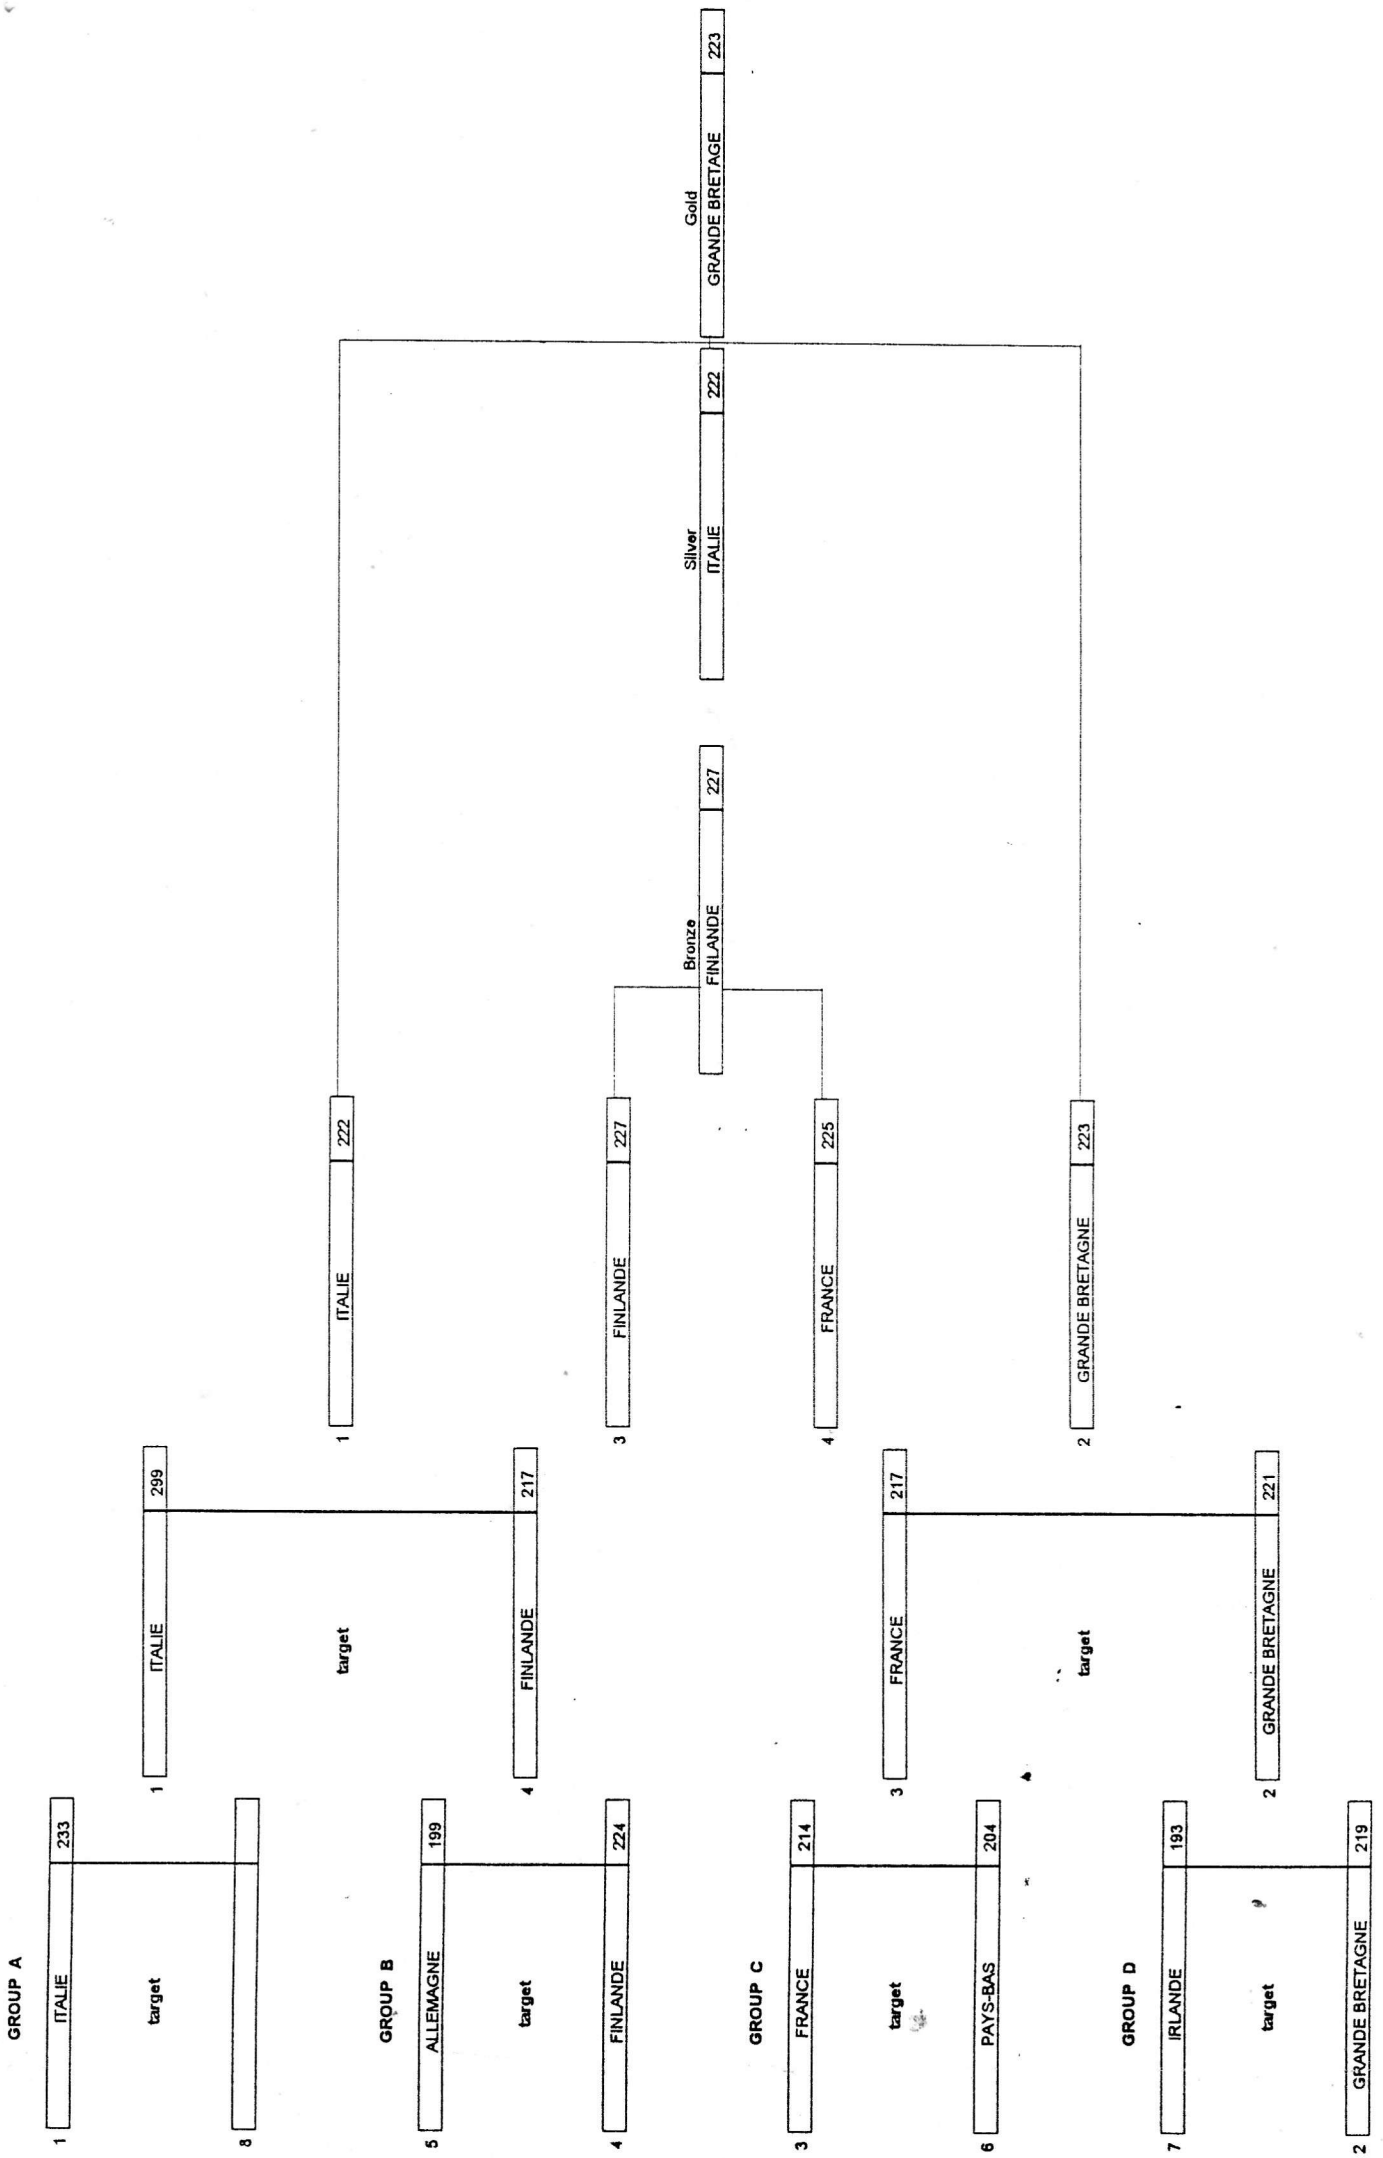 GROUP A
1 ITALIE 233
target
8
GROUP B
5 ALLEMAGNE 199
target
4 FINLANDE 224
GROUP C
3 FRANCE 214
target
6 PAYS-BAS 204
GROUP D
7 IRLANDE 193
target
2 GRANDE BRETAGNE 219
1 ITALIE 299
target
4 FINLANDE 217
3 FRANCE 217
target
2 GRANDE BRETAGNE 221
1 ITALIE 222
3 FINLANDE 227
4 FRANCE 225
2 GRANDE BRETAGNE 223
Bronze
FINLANDE 227
Silver
ITALIE 222
Gold
GRANDE BRETAGE 223